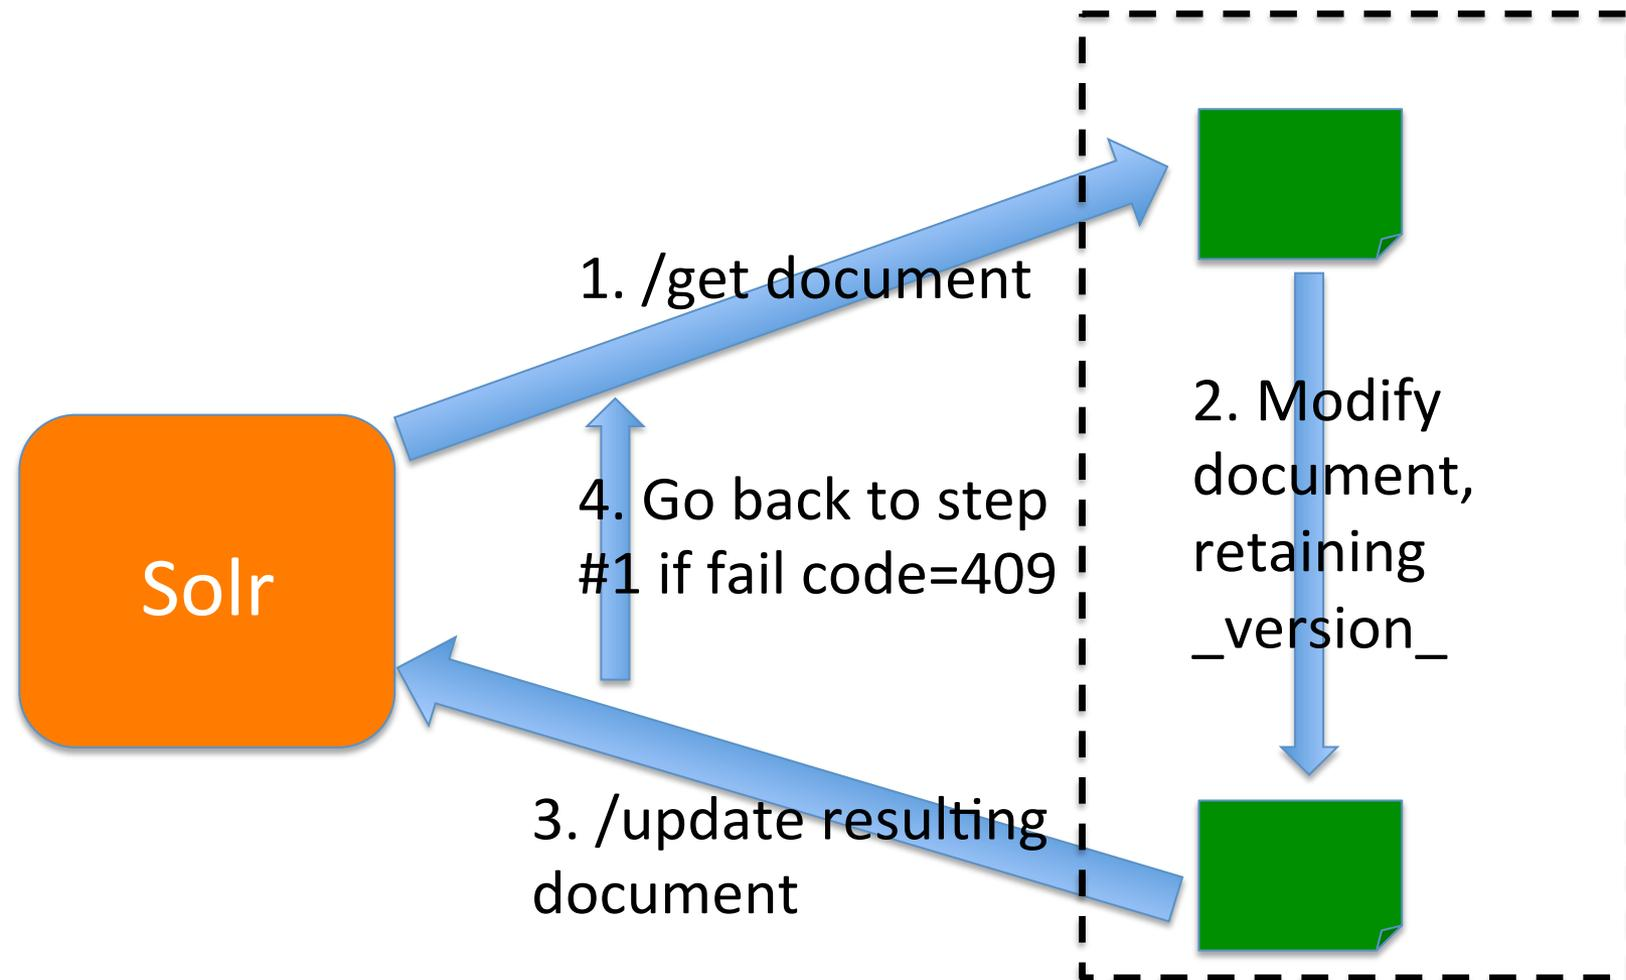 1. /get document
2. Modify
document,
retaining
_version_
4. Go back to step
#1 if fail code=409
Solr
3. /update resulting
document